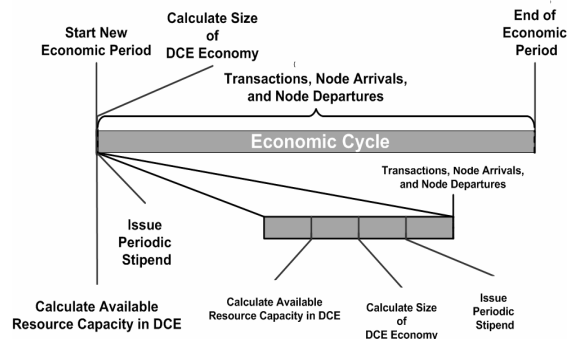 Calculate Size
of
DCE Economy
Start New
Economic Period
End of
Economic
Period
Transactions, Node Arrivals,
and Node Departures
Economic Cycle
Transactions, Node Arrivals,
and Node Departures
Issue
Periodic
Stipend
Calculate Available
Resource Capacity in DCE
Calculate Available
Resource Capacity in DCE
Calculate Size
of
DCE Economy
Issue
Periodic
Stipend